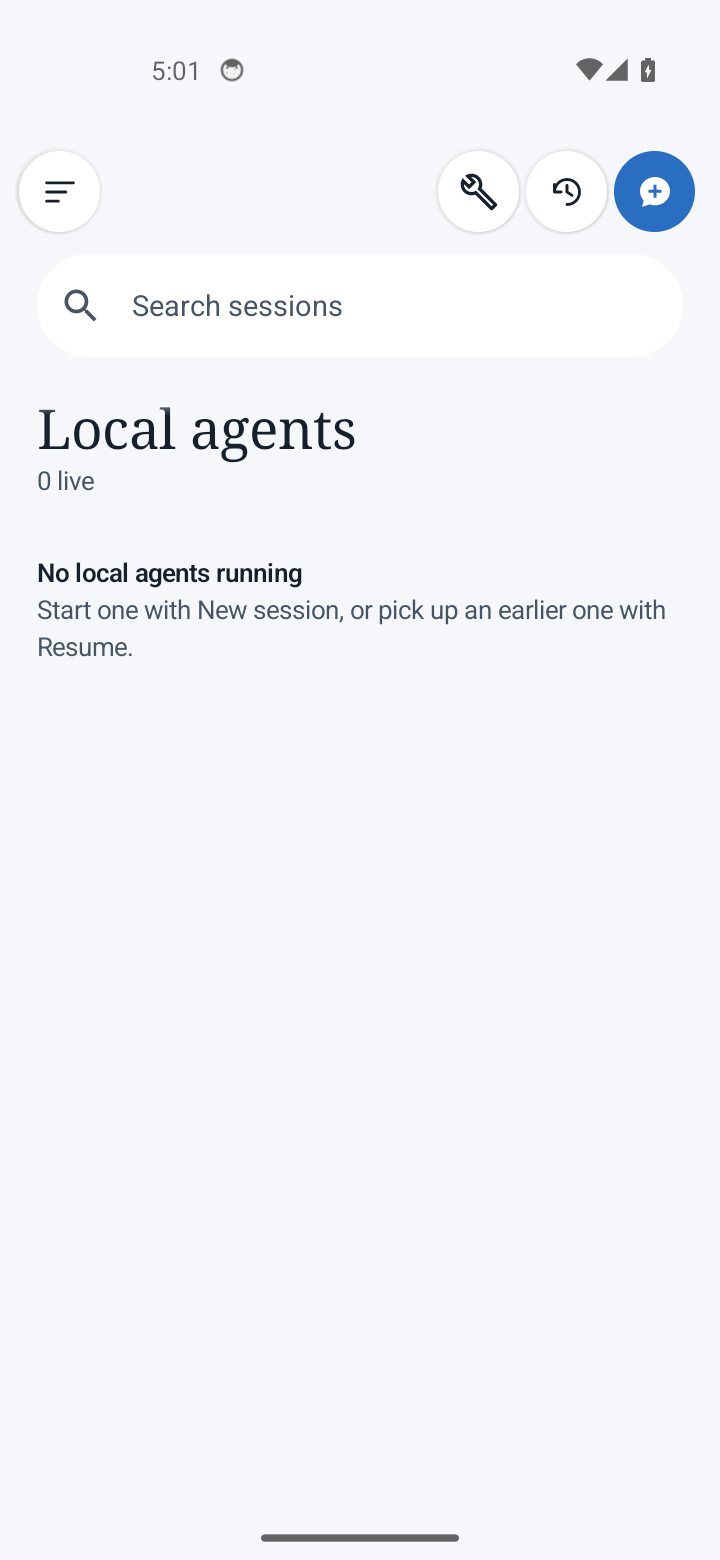 5:01
Search sessions
Local agents
0 live
No local agents running
Start one with New session, or pick up an earlier one with
Resume.